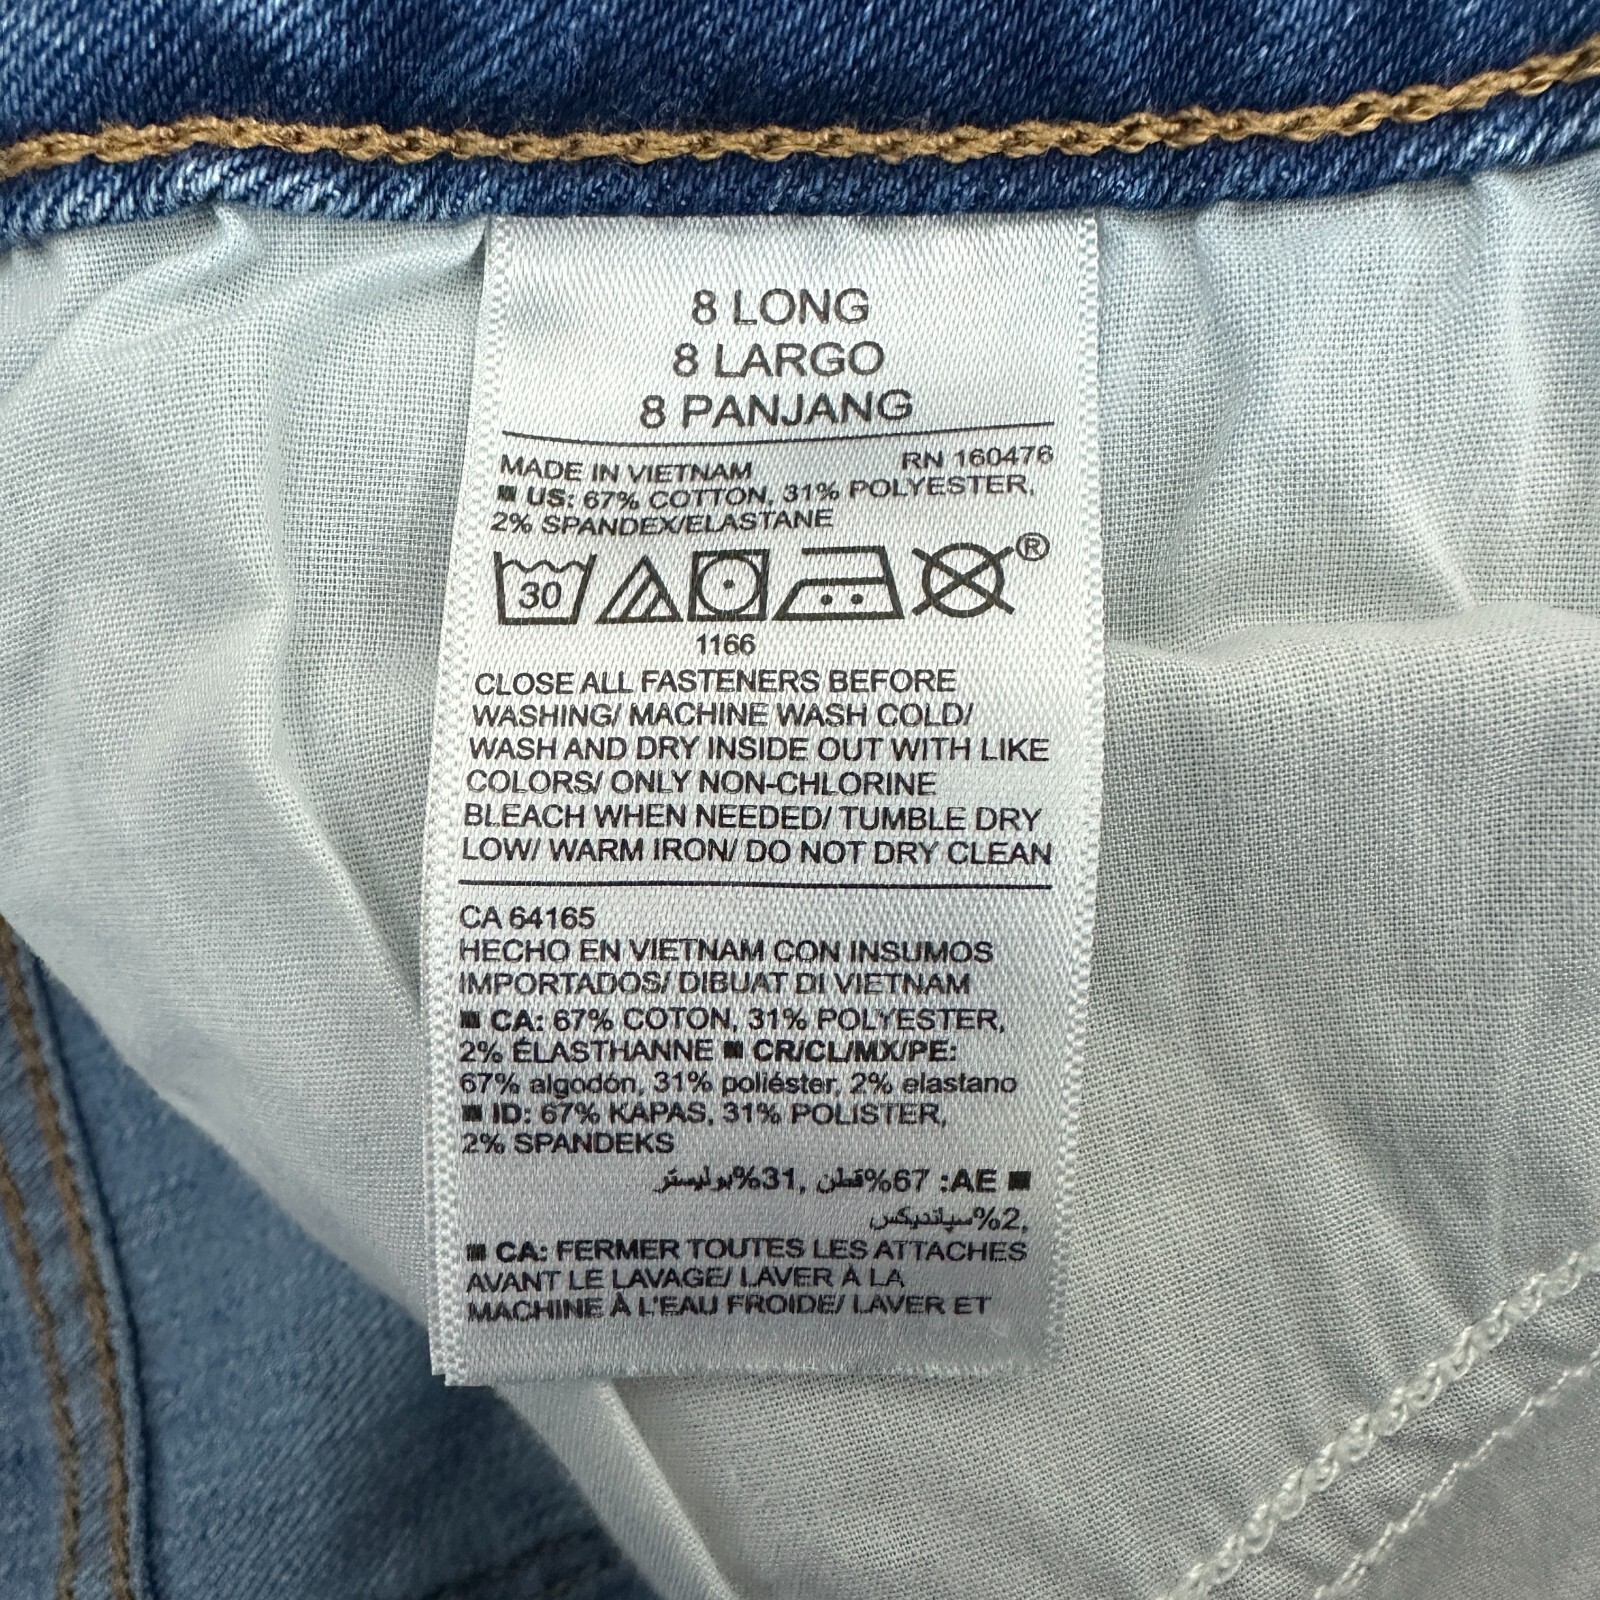 8 LONG
8 LARGO
8 PANJANG
MADE IN VIETNAM RN 160476
■ US: 67% COTTON, 31% POLYESTER,
2% SPANDEX/ELASTANE
30 ®
1166
CLOSE ALL FASTENERS BEFORE
WASHING/ MACHINE WASH COLD/
WASH AND DRY INSIDE OUT WITH LIKE
COLORS/ ONLY NON-CHLORINE
BLEACH WHEN NEEDED/ TUMBLE DRY
LOW/ WARM IRON/ DO NOT DRY CLEAN
CA 64165
HECHO EN VIETNAM CON INSUMOS
IMPORTADOS/ DIBUAT DI VIETNAM
■ CA: 67% COTON, 31% POLYESTER,
2% ÉLASTHANNE ■ CR/CL/MX/PE:
67% algodón, 31% poliéster, 2% elastano
■ ID: 67% KAPAS, 31% POLISTER,
2% SPANDEKS
■ AE: 67%قطن, 31%بوليستر
,2%سپانديكس
■ CA: FERMER TOUTES LES ATTACHES
AVANT LE LAVAGE/ LAVER À LA
MACHINE À L'EAU FROIDE/ LAVER ET